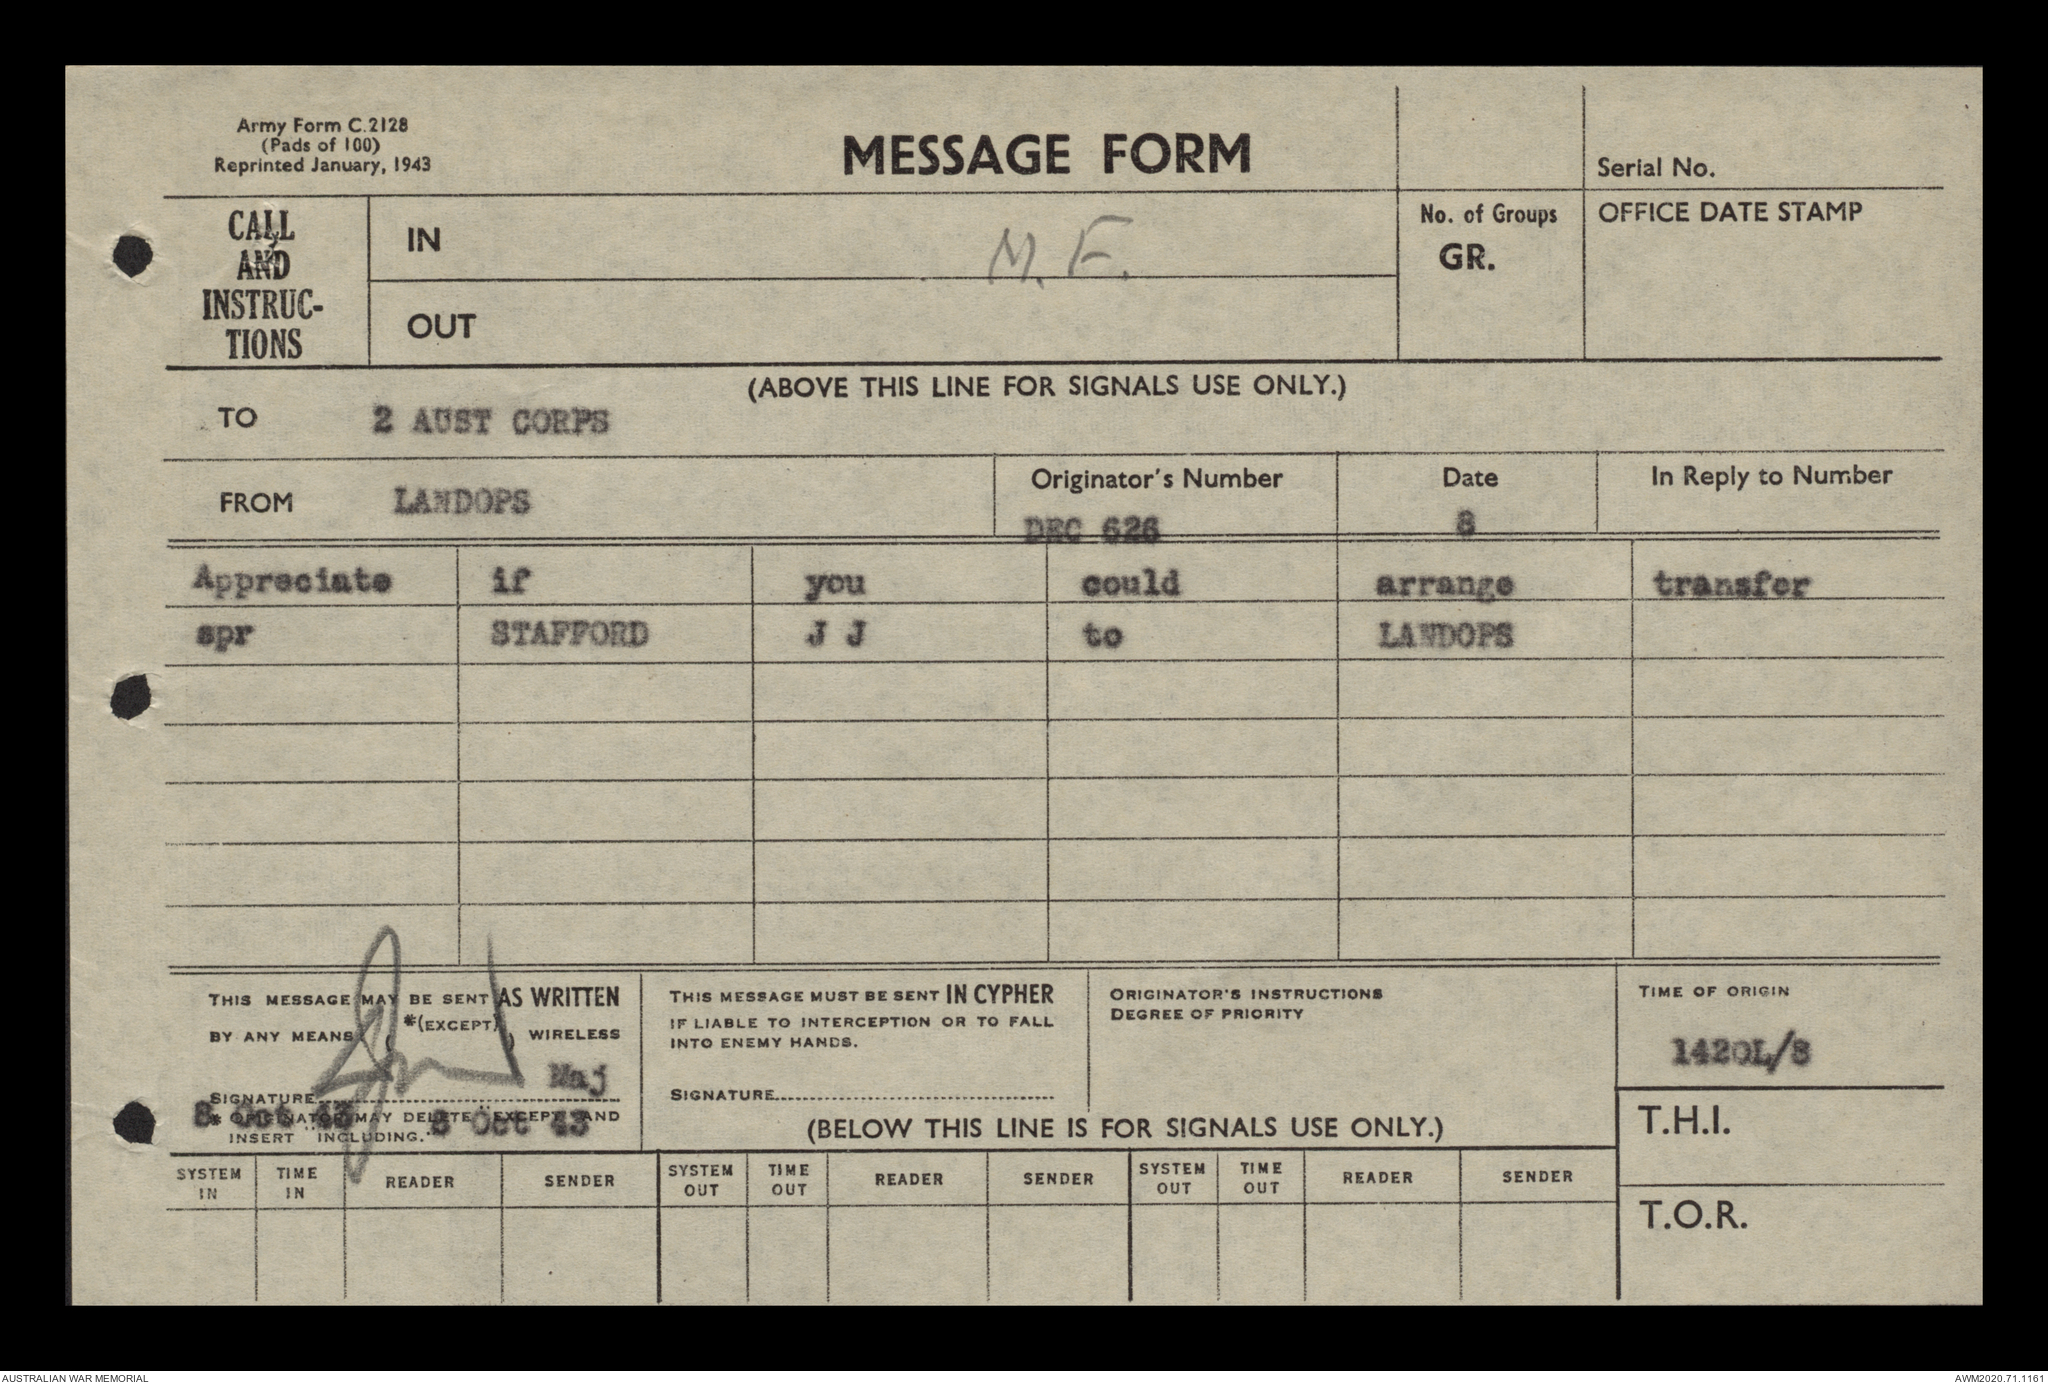 Army Form C.2128
(Pads of 100)
Reprinted January, 1943
MESSAGE FORM
Serial No.
CALL
AND
INSTRUC-
TIONS
IN
M. E.
OUT
No. of Groups
GR.
OFFICE DATE STAMP
(ABOVE THIS LINE FOR SIGNALS USE ONLY.)
TO 2 AUST CORPS
FROM LANDOPS
Originator's Number
DEC 626
Date
8
In Reply to Number
Appreciate if you could arrange transfer
spr STAFFORD J J to LANDOPS
THIS MESSAGE MAY BE SENT AS WRITTEN
BY ANY MEANS *(EXCEPT) WIRELESS
Maj
SIGNATURE
8 Oct 43 8 Oct 43
* ORIGINATOR MAY DELETE "EXCEPT" AND
INSERT "INCLUDING."
THIS MESSAGE MUST BE SENT IN CYPHER
IF LIABLE TO INTERCEPTION OR TO FALL
INTO ENEMY HANDS.
SIGNATURE
ORIGINATOR'S INSTRUCTIONS
DEGREE OF PRIORITY
TIME OF ORIGIN
1420L/8
(BELOW THIS LINE IS FOR SIGNALS USE ONLY.)
T.H.I.
SYSTEM IN TIME IN READER SENDER SYSTEM OUT TIME OUT READER SENDER SYSTEM OUT TIME OUT READER SENDER
T.O.R.
AUSTRALIAN WAR MEMORIAL
AWM2020.71.1161